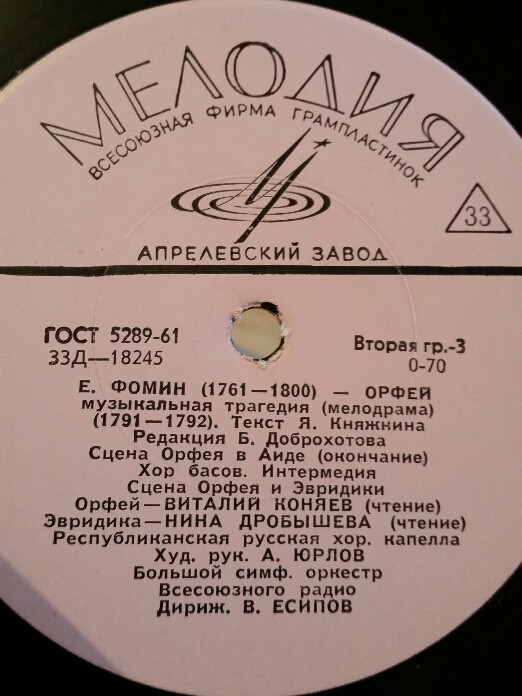 МЕЛОДИЯ
ВСЕСОЮЗНАЯ ФИРМА ГРАМПЛАСТИНОК
33
АПРЕЛЕВСКИЙ ЗАВОД
ГОСТ 5289-61
33Д—18245
Вторая гр.-3
0-70
Е. ФОМИН (1761—1800) — ОРФЕЙ
музыкальная трагедия (мелодрама)
(1791—1792). Текст Я. Княжнина
Редакция Б. Доброхотова
Сцена Орфея в Аиде (окончание)
Хор басов. Интермедия
Сцена Орфея и Эвридики
Орфей—ВИТАЛИЙ КОНЯЕВ (чтение)
Эвридика—НИНА ДРОБЫШЕВА (чтение)
Республиканская русская хор. капелла
Худ. рук. А. ЮРЛОВ
Большой симф. оркестр
Всесоюзного радио
Дириж. В. ЕСИПОВ